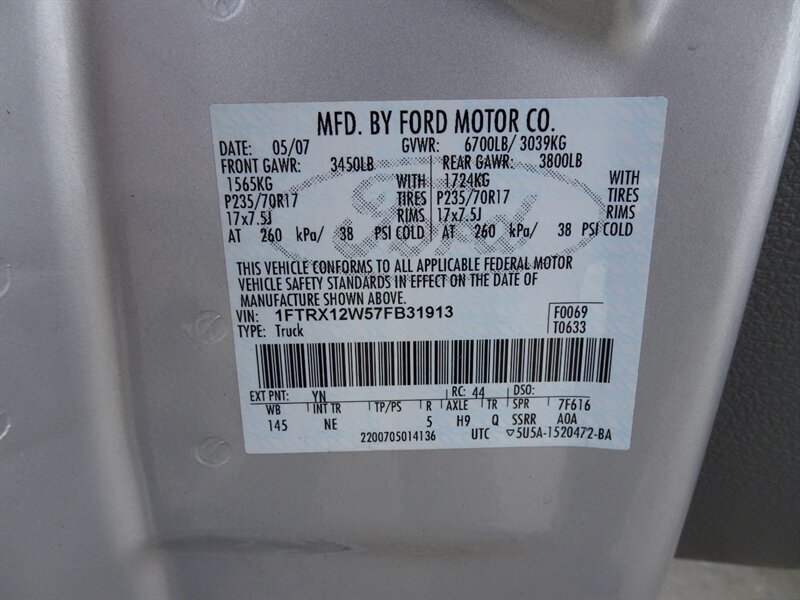 MFD. BY FORD MOTOR CO.
DATE: 05/07 GVWR: 6700LB/ 3039KG
FRONT GAWR: 3450LB REAR GAWR: 3800LB
1565KG WITH 1724KG WITH
P235/70R17 TIRES P235/70R17 TIRES
17x7.5J RIMS 17x7.5J RIMS
AT 260 kPa/ 38 PSI COLD AT 260 kPa/ 38 PSI COLD
Ford
THIS VEHICLE CONFORMS TO ALL APPLICABLE FEDERAL MOTOR
VEHICLE SAFETY STANDARDS IN EFFECT ON THE DATE OF
MANUFACTURE SHOWN ABOVE.
VIN: 1FTRX12W57FB31913 F0069
TYPE: Truck T0633
EXT PNT: YN RC: 44 DSO:
WB INT TR TP/PS R AXLE TR SPR 7F616
145 NE 5 H9 Q SSRR A0A
2200705014136 UTC ▽5U5A-1520472-BA